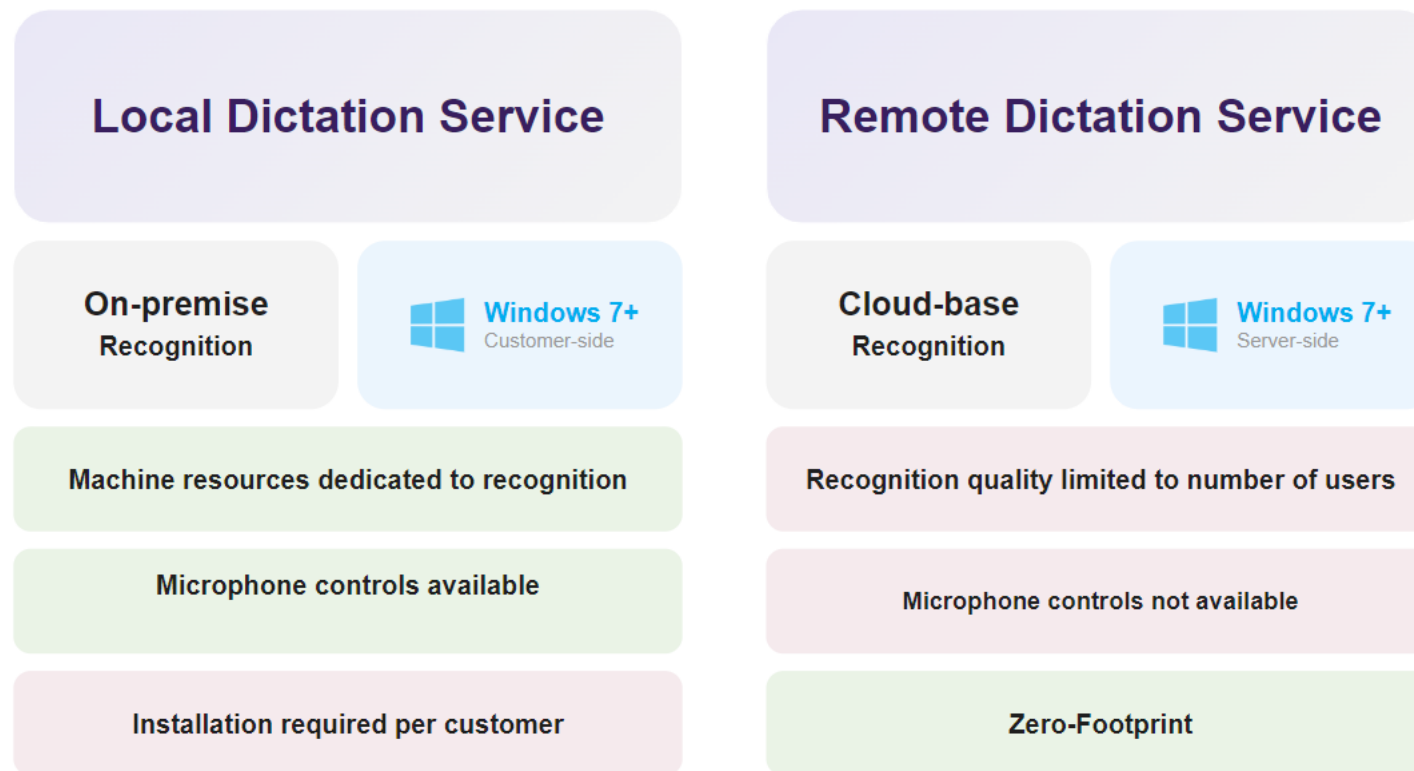 Local Dictation Service
Remote Dictation Service
On-premise
Recognition
Windows 7+
Customer-side
Cloud-base
Recognition
Windows 7+
Server-side
Machine resources dedicated to recognition
Recognition quality limited to number of users
Microphone controls available
Microphone controls not available
Installation required per customer
Zero-Footprint